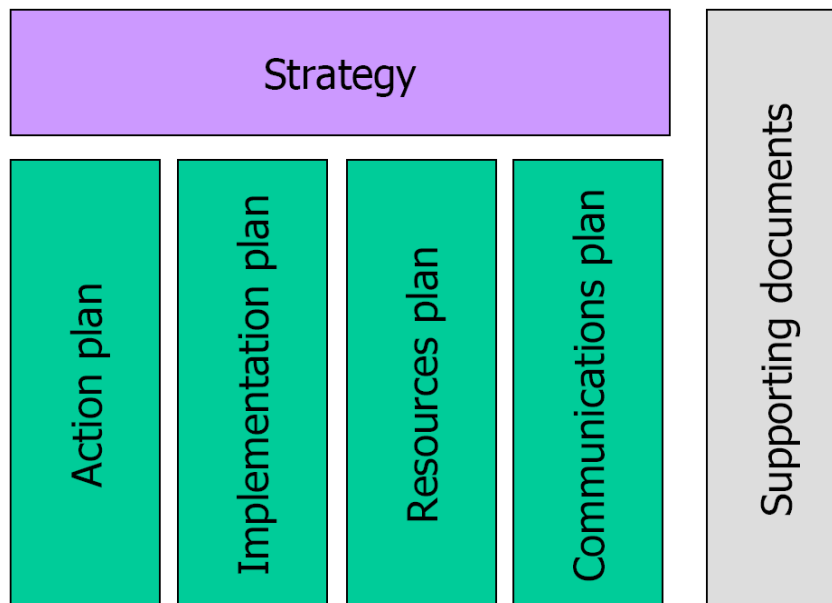 Strategy
Action plan
Implementation plan
Resources plan
Communications plan
Supporting documents